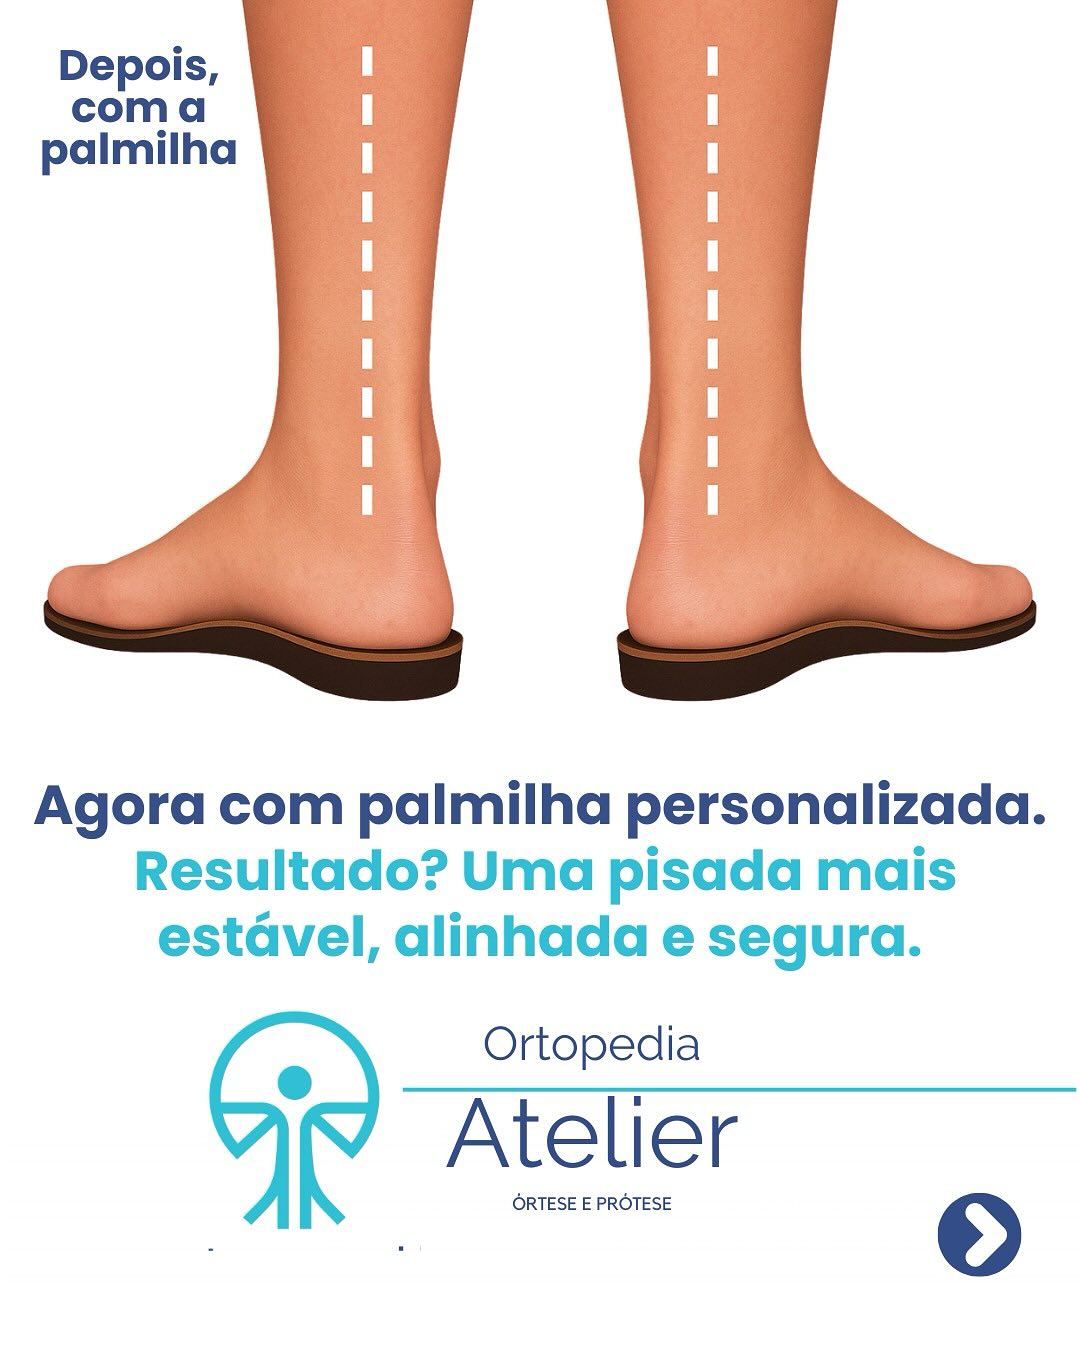 Depois,
com a
palmilha
Agora com palmilha personalizada.
Resultado? Uma pisada mais
estável, alinhada e segura.
Ortopedia
Atelier
ÓRTESE E PRÓTESE